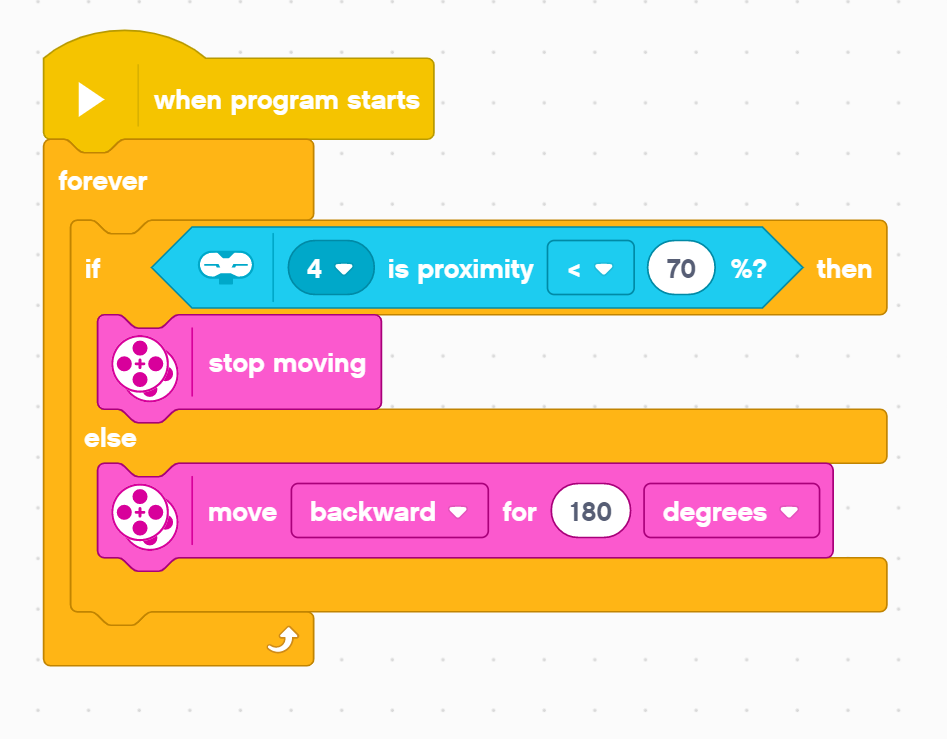 when program starts
forever
if 4 is proximity < 70 %? then
stop moving
else
move backward for 180 degrees